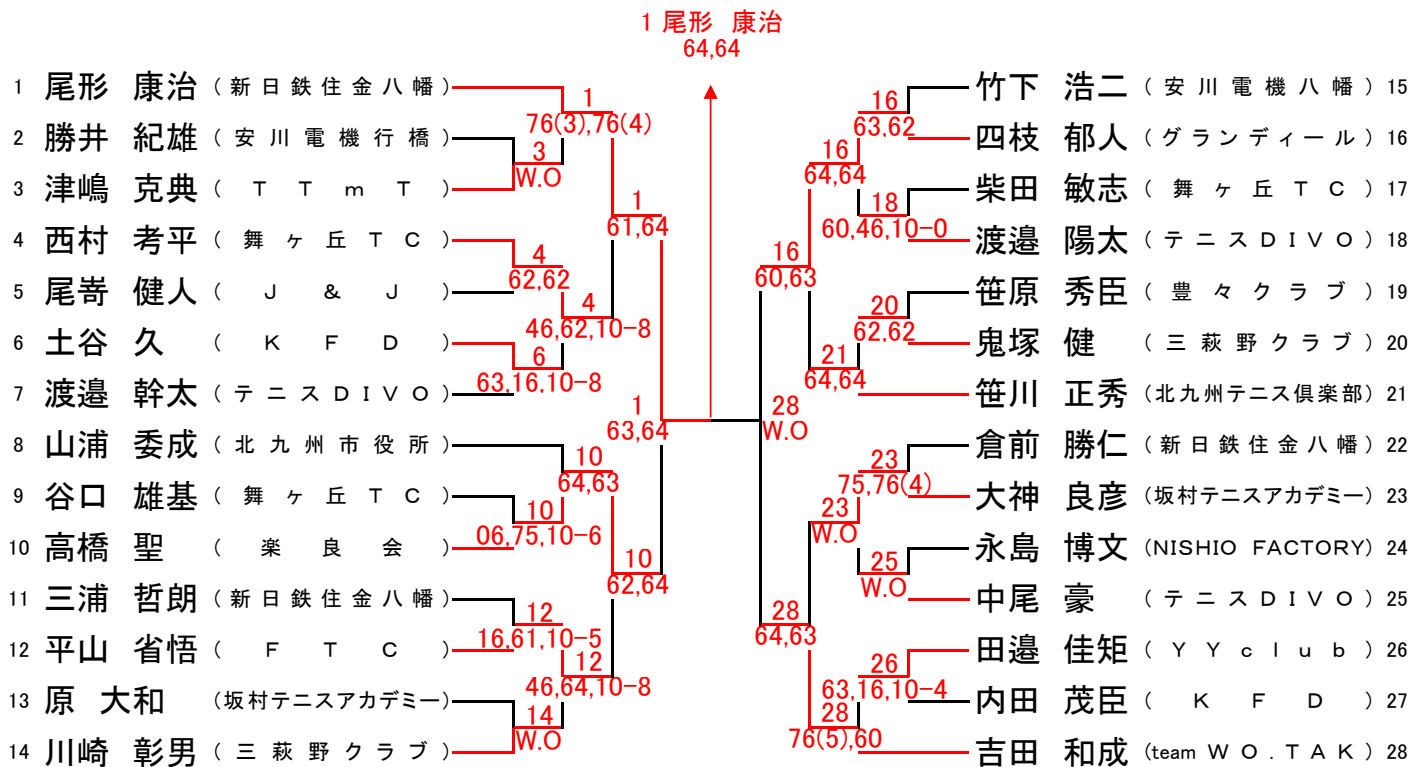 1 尾形 康治
64,64
1 尾形 康治 (新日鉄住金八幡)
2 勝井 紀雄 (安川電機行橋)
3 津嶋 克典 (TTmT)
4 西村 考平 (舞ヶ丘TC)
5 尾嵜 健人 (J&J)
6 土谷 久 (KFD)
7 渡邉 幹太 (テニスDIVO)
8 山浦 委成 (北九州市役所)
9 谷口 雄基 (舞ヶ丘TC)
10 高橋 聖 (楽良会)
11 三浦 哲朗 (新日鉄住金八幡)
12 平山 省悟 (FTC)
13 原 大和 (坂村テニスアカデミー)
14 川崎 彰男 (三萩野クラブ)
3
W.O
4
62,62
6
63,16,10-8
10
06,75,10-6
12
16,61,10-5
14
W.O
1
76(3),76(4)
4
46,62,10-8
10
64,63
12
46,64,10-8
1
61,64
10
62,64
1
63,64
28
W.O
16
60,63
28
64,63
16
64,64
21
64,64
23
W.O
28
76(5),60
16
63,62
18
60,46,10-0
20
62,62
23
75,76(4)
25
W.O
26
63,16,10-4
竹下 浩二 (安川電機八幡) 15
四枝 郁人 (グランディール) 16
柴田 敏志 (舞ヶ丘TC) 17
渡邉 陽太 (テニスDIVO) 18
笹原 秀臣 (豊々クラブ) 19
鬼塚 健 (三萩野クラブ) 20
笹川 正秀 (北九州テニス倶楽部) 21
倉前 勝仁 (新日鉄住金八幡) 22
大神 良彦 (坂村テニスアカデミー) 23
永島 博文 (NISHIO FACTORY) 24
中尾 豪 (テニスDIVO) 25
田邉 佳矩 (YYclub) 26
内田 茂臣 (KFD) 27
吉田 和成 (team WO.TAK) 28